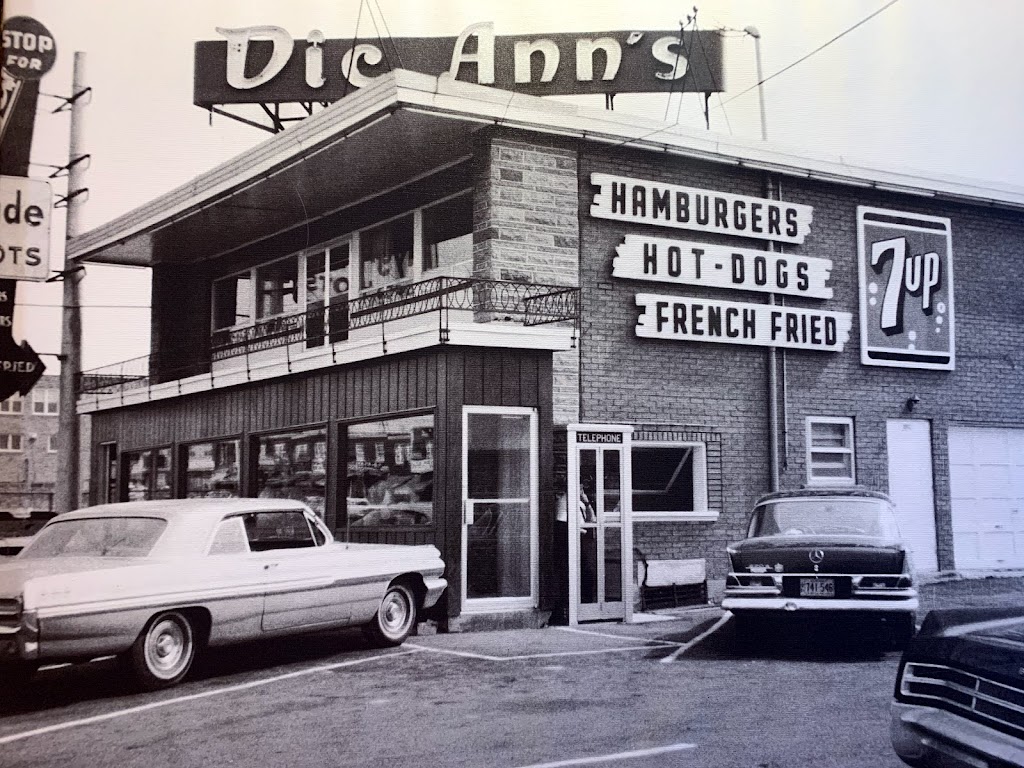 Dic Ann's
STOP
FOR
de
OTS
FRIED
HAMBURGERS
HOT-DOGS
FRENCH FRIED
7up
TELEPHONE